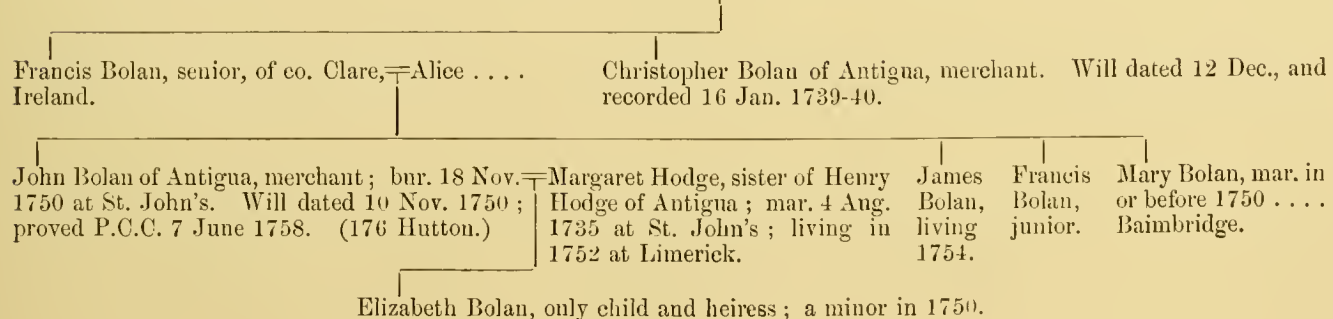 Francis Bolan, senior, of co. Clare,=Alice . . . .
Ireland.
Christopher Bolan of Antigua, merchant. Will dated 12 Dec., and
recorded 16 Jan. 1739-40.
John Bolan of Antigua, merchant; bur. 18 Nov.
1750 at St. John's. Will dated 10 Nov. 1750;
proved P.C.C. 7 June 1758. (176 Hutton.)
=Margaret Hodge, sister of Henry
Hodge of Antigua; mar. 4 Aug.
1735 at St. John's; living in
1752 at Limerick.
James
Bolan,
living
1754.
Francis
Bolan,
junior.
Mary Bolan, mar. in
or before 1750 . . . .
Baimbridge.
Elizabeth Bolan, only child and heiress; a minor in 1750.